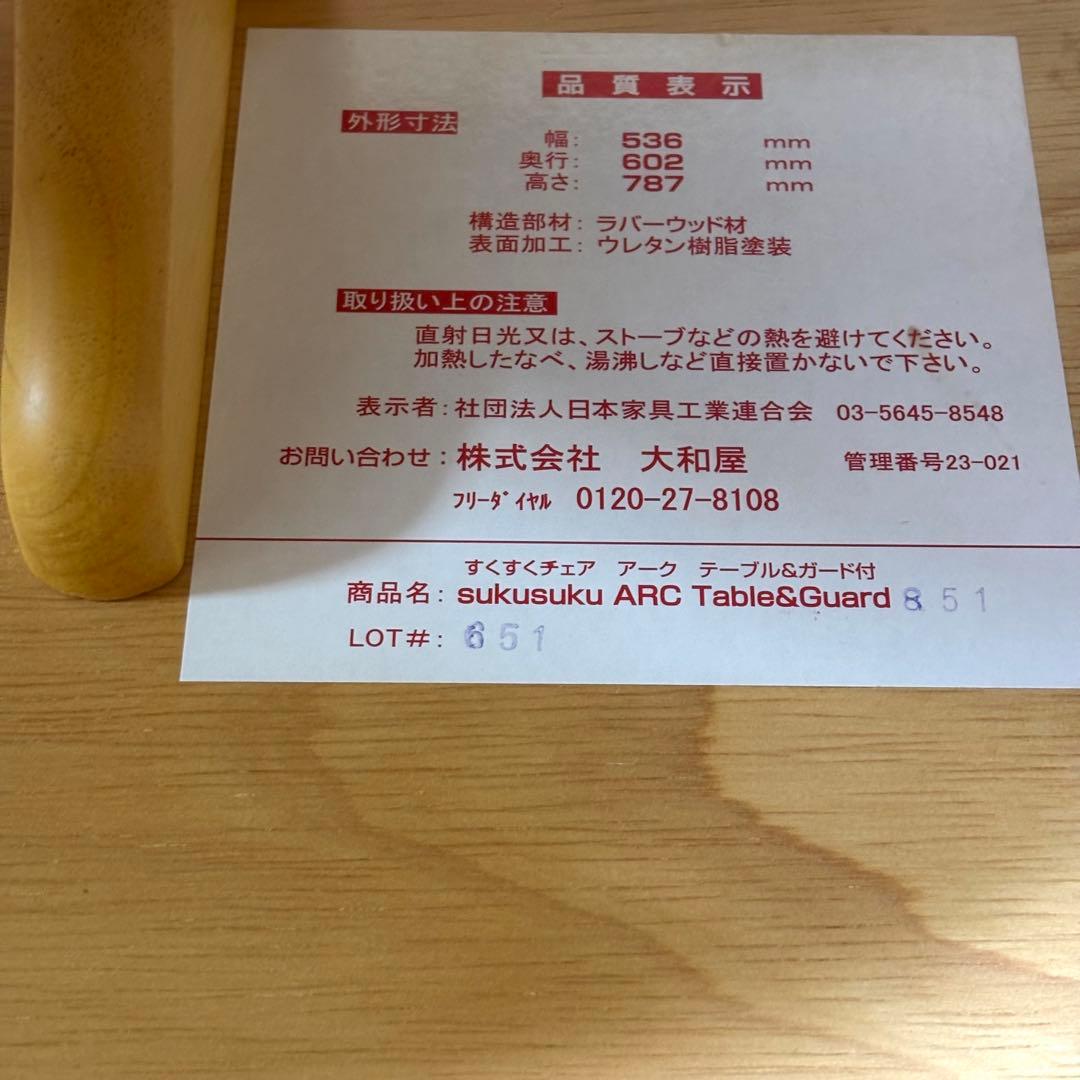 品質表示
外形寸法
幅: 536 mm
奥行: 602 mm
高さ: 787 mm
構造部材: ラバーウッド材
表面加工: ウレタン樹脂塗装
取り扱い上の注意
直射日光又は、ストーブなどの熱を避けてください。
加熱したなべ、湯沸しなど直接置かないで下さい。
表示者:社団法人日本家具工業連合会 03-5645-8548
お問い合わせ:株式会社 大和屋 管理番号23-021
フリーダイヤル 0120-27-8108
すくすくチェア アーク テーブル&ガード付
商品名: sukusuku ARC Table&Guard 851
LOT#: 651